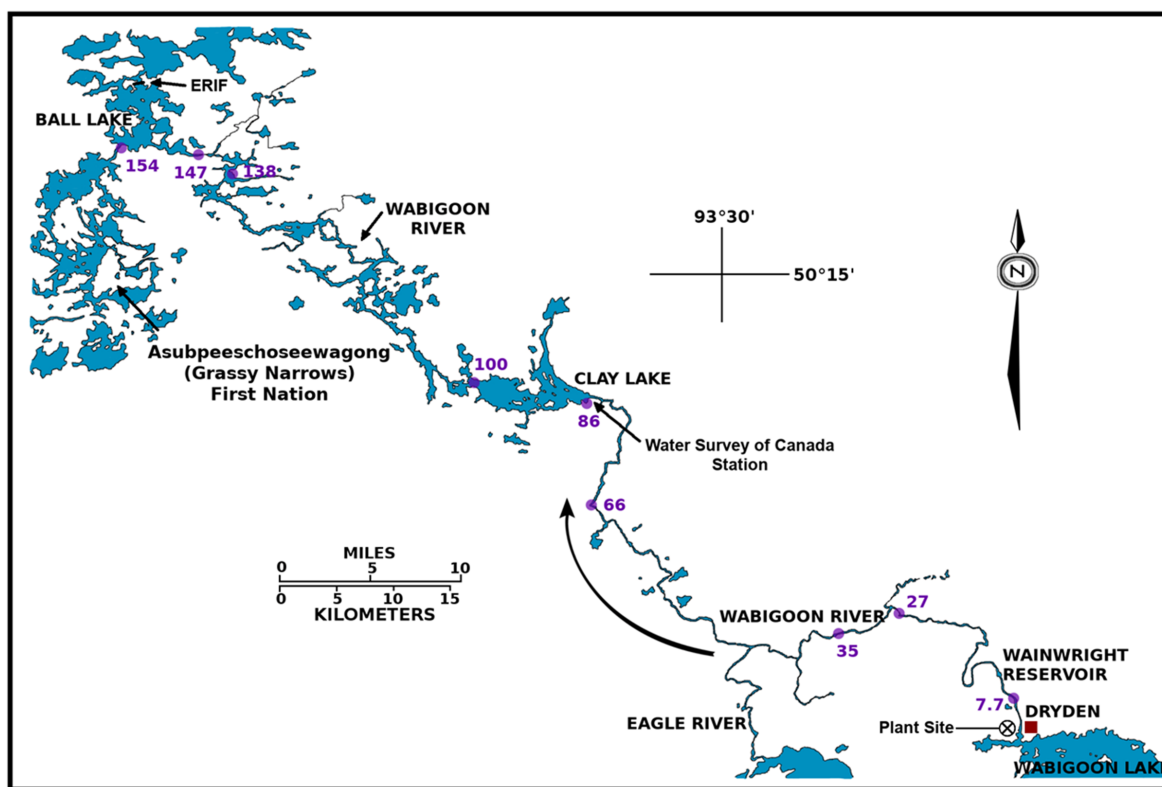 ERIF
BALL LAKE
154
147
138
WABIGOON
RIVER
93°30'
50°15'
N
Asubpeeschoseewagong
(Grassy Narrows)
First Nation
100
CLAY LAKE
86
Water Survey of Canada
Station
66
MILES
0 5 10
0 5 10 15
KILOMETERS
27
WABIGOON RIVER
35
WAINWRIGHT
RESERVOIR
7.7
DRYDEN
EAGLE RIVER
Plant Site
WABIGOON LAKE